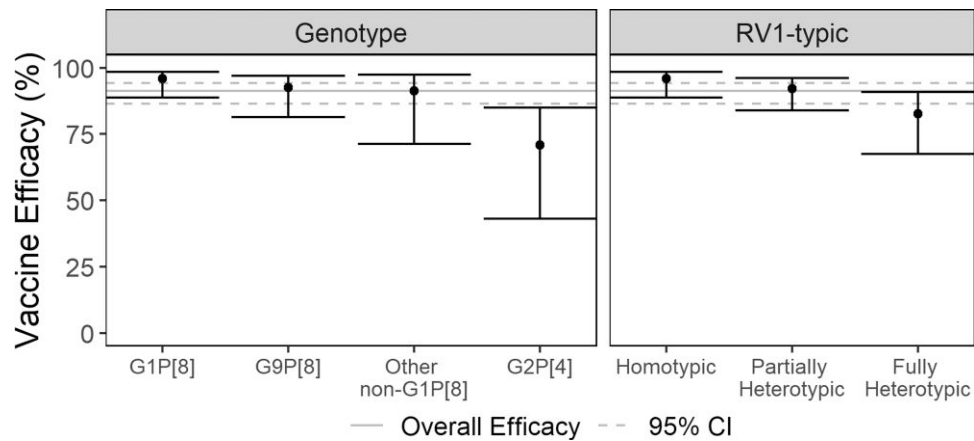 Genotype
RV1-typic
Vaccine Efficacy (%)
100
75
50
25
0
G1P[8]
G9P[8]
Other
non-G1P[8]
G2P[4]
Homotypic
Partially
Heterotypic
Fully
Heterotypic
Overall Efficacy
95% CI